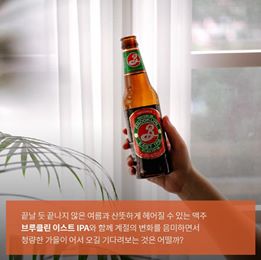 끝날 듯 끝나지 않은 여름과 산뜻하게 헤어질 수 있는 맥주
브루클린 이스트 IPA와 함께 계절의 변화를 음미하면서
청량한 가을이 어서 오길 기다려보는 것은 어떨까?